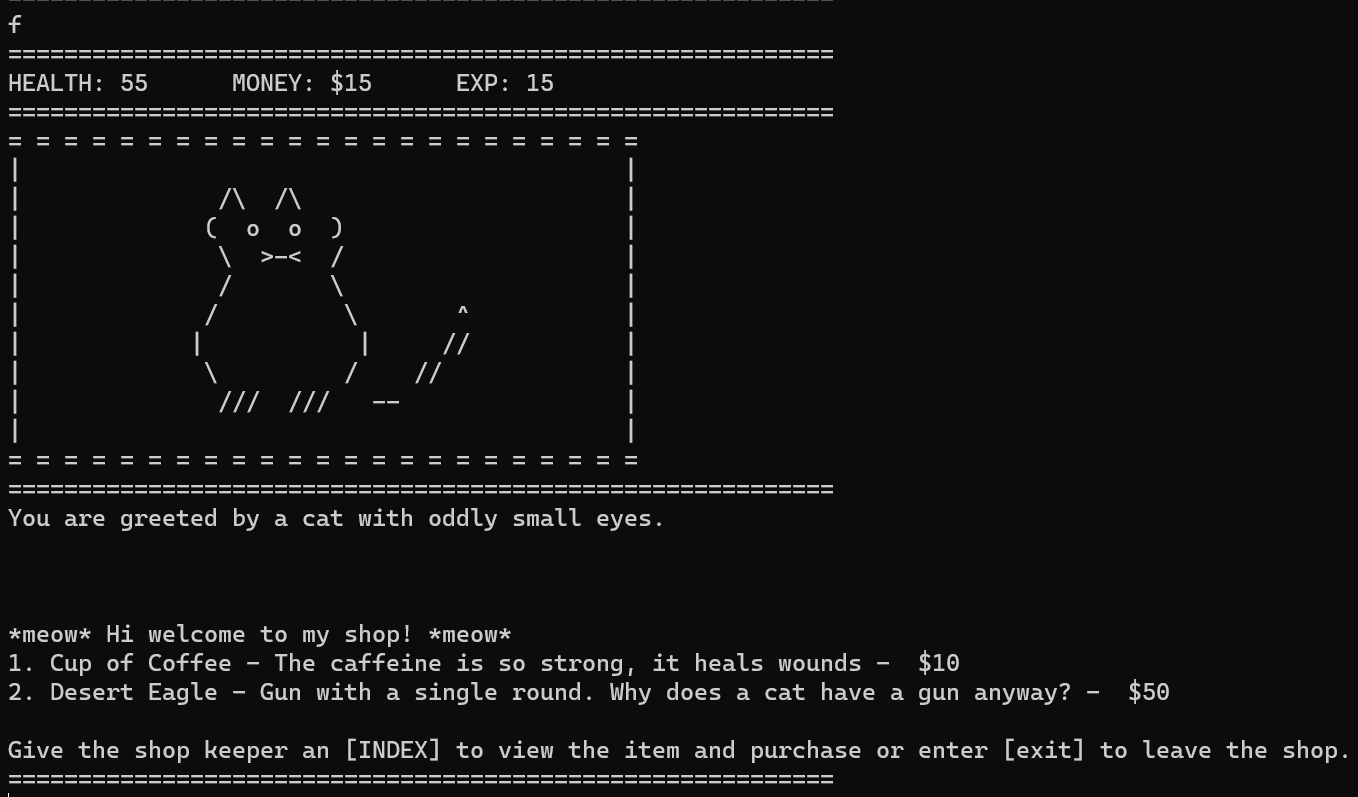 f
===========================================================
HEALTH: 55      MONEY: $15      EXP: 15
===========================================================
= = = = = = = = = = = = = = = = = = = = = = =
|                                           |
|              /\  /\                       |
|             (  o  o  )                    |
|              \  >-<  /                    |
|              /       \                    |
|             /         \       ^           |
|            |           |     //           |
|             \         /    //             |
|              ///  ///   --                |
|                                           |
= = = = = = = = = = = = = = = = = = = = = = =
===========================================================
You are greeted by a cat with oddly small eyes.
*meow* Hi welcome to my shop! *meow*
1. Cup of Coffee - The caffeine is so strong, it heals wounds -  $10
2. Desert Eagle - Gun with a single round. Why does a cat have a gun anyway? -  $50
Give the shop keeper an [INDEX] to view the item and purchase or enter [exit] to leave the shop.
===========================================================